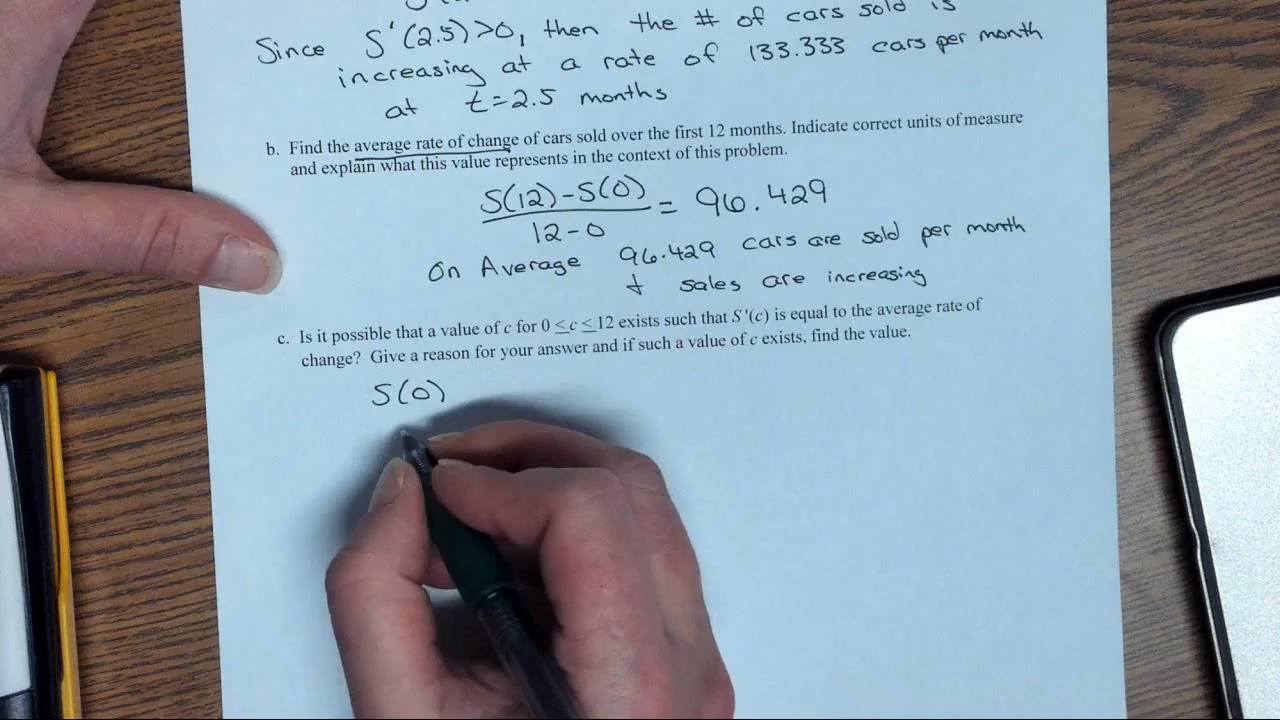 Since S'(2.5)>0, then the # of cars sold is
increasing at a rate of 133.333 cars per month
at t=2.5 months
b. Find the average rate of change of cars sold over the first 12 months. Indicate correct units of measure
and explain what this value represents in the context of this problem.
S(12)-S(0)
12-0
= 96.429
On Average 96.429 cars are sold per month
+ sales are increasing
c. Is it possible that a value of c for 0 ≤ c ≤ 12 exists such that S'(c) is equal to the average rate of
change? Give a reason for your answer and if such a value of c exists, find the value.
S(0)